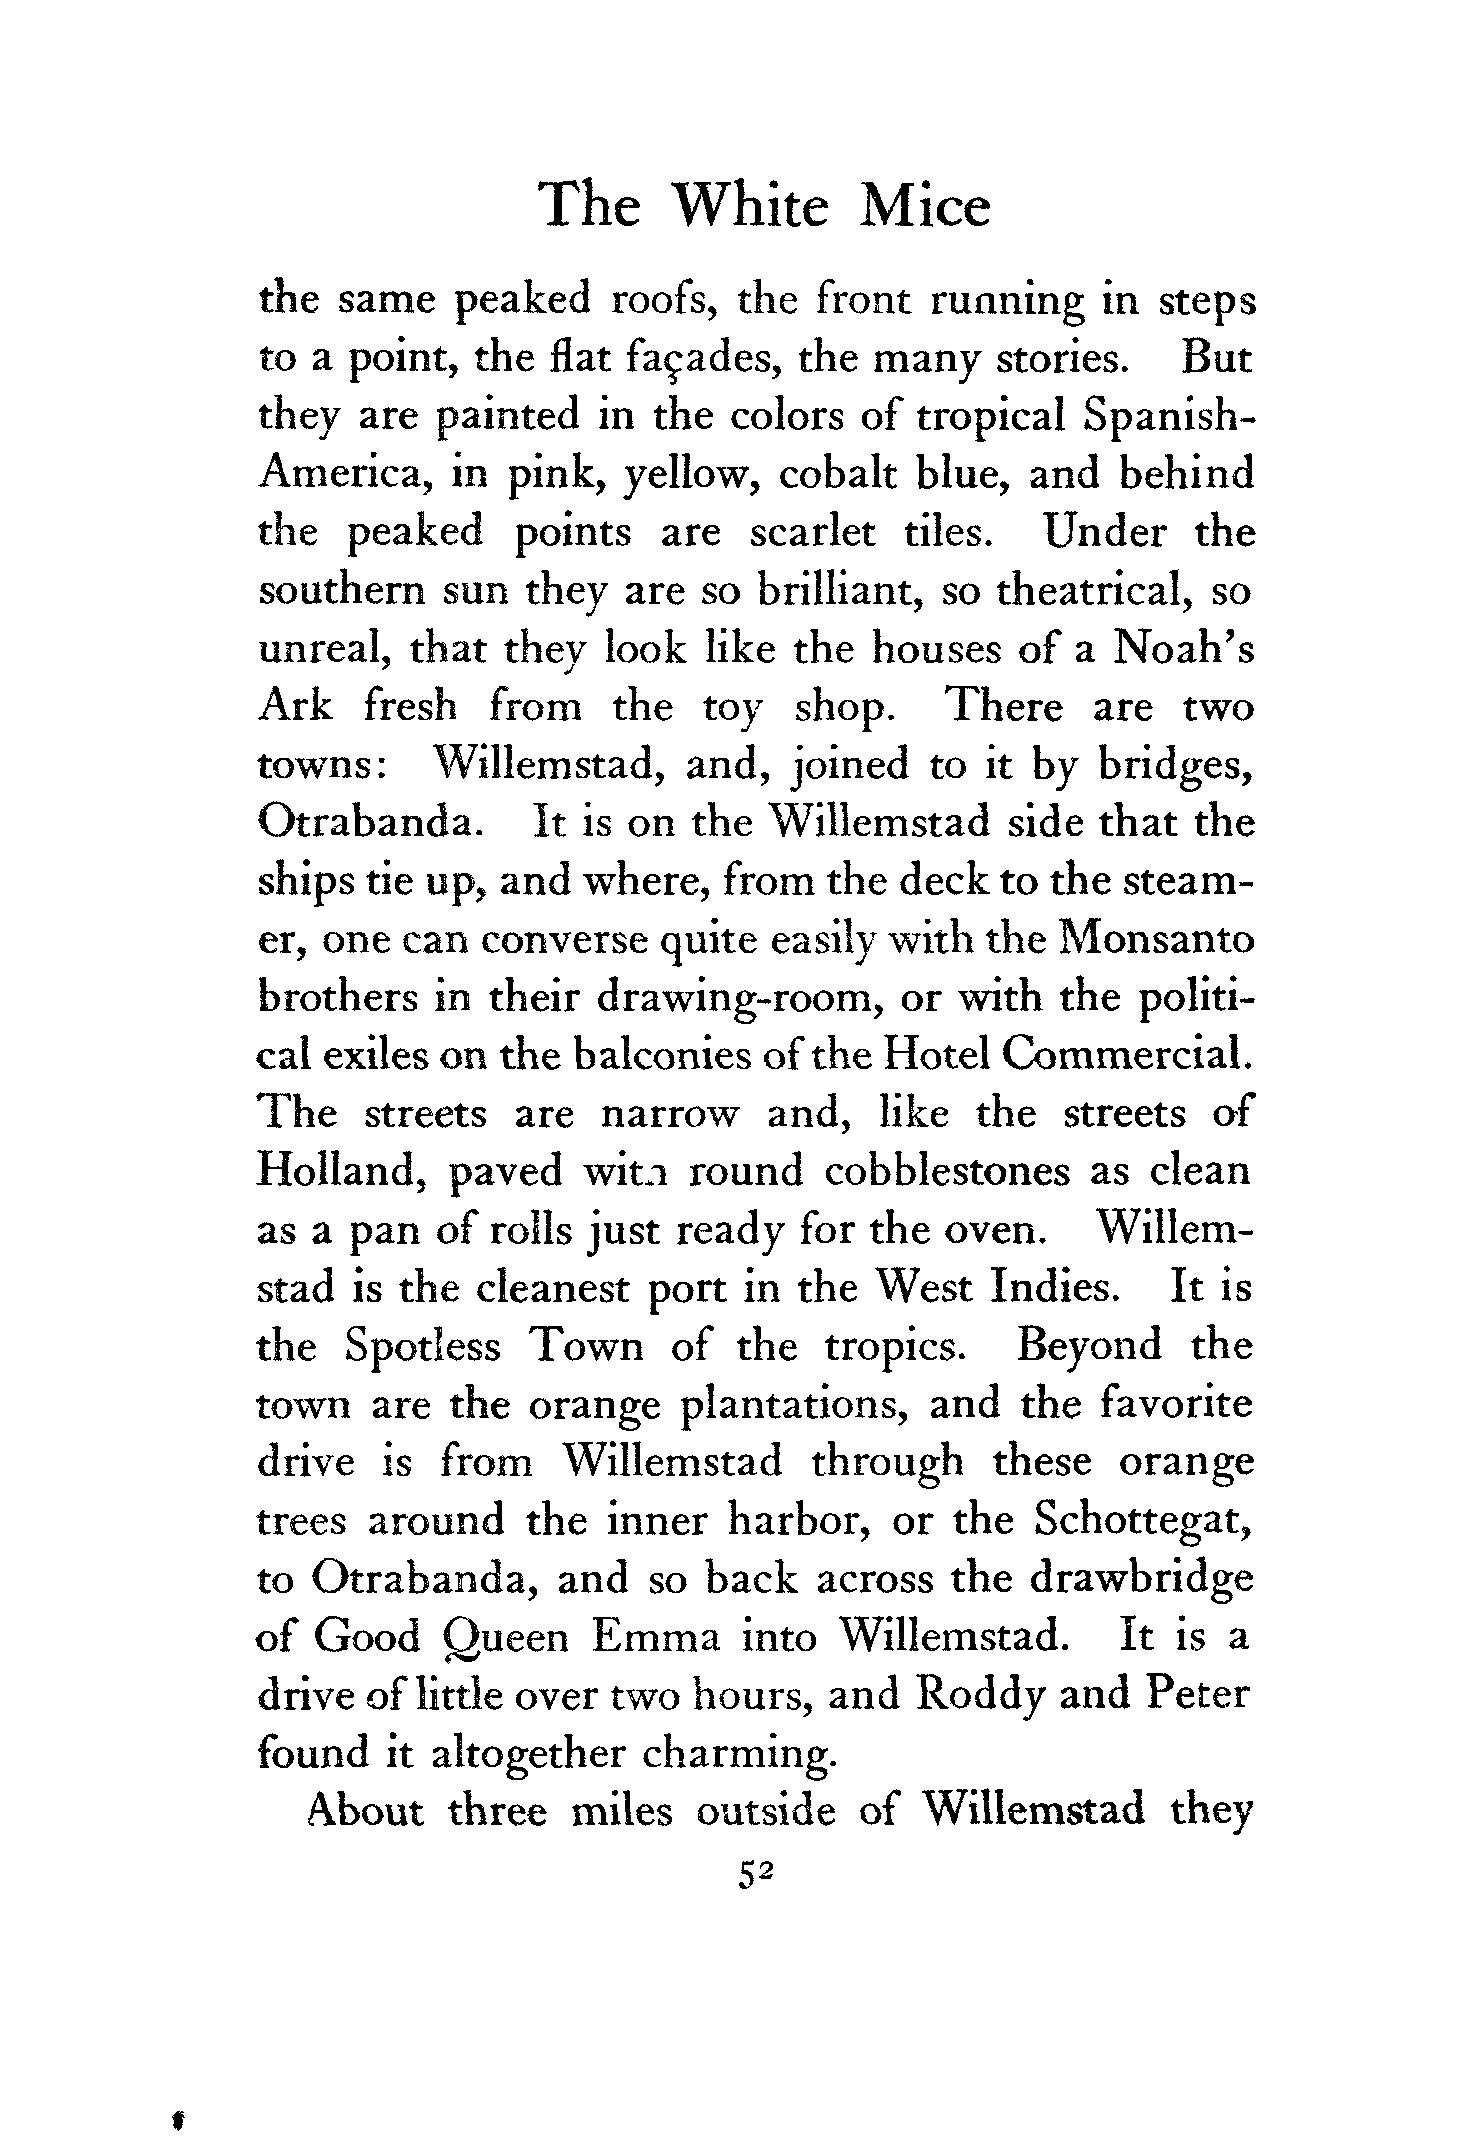 The White Mice
the same peaked roofs, the front running in steps
to a point, the flat façades, the many stories. But
they are painted in the colors of tropical Spanish-
America, in pink, yellow, cobalt blue, and behind
the peaked points are scarlet tiles. Under the
southern sun they are so brilliant, so theatrical, so
unreal, that they look like the houses of a Noah's
Ark fresh from the toy shop. There are two
towns: Willemstad, and, joined to it by bridges,
Otrabanda. It is on the Willemstad side that the
ships tie up, and where, from the deck to the steam-
er, one can converse quite easily with the Monsanto
brothers in their drawing-room, or with the politi-
cal exiles on the balconies of the Hotel Commercial.
The streets are narrow and, like the streets of
Holland, paved with round cobblestones as clean
as a pan of rolls just ready for the oven. Willem-
stad is the cleanest port in the West Indies. It is
the Spotless Town of the tropics. Beyond the
town are the orange plantations, and the favorite
drive is from Willemstad through these orange
trees around the inner harbor, or the Schottegat,
to Otrabanda, and so back across the drawbridge
of Good Queen Emma into Willemstad. It is a
drive of little over two hours, and Roddy and Peter
found it altogether charming.
About three miles outside of Willemstad they
52